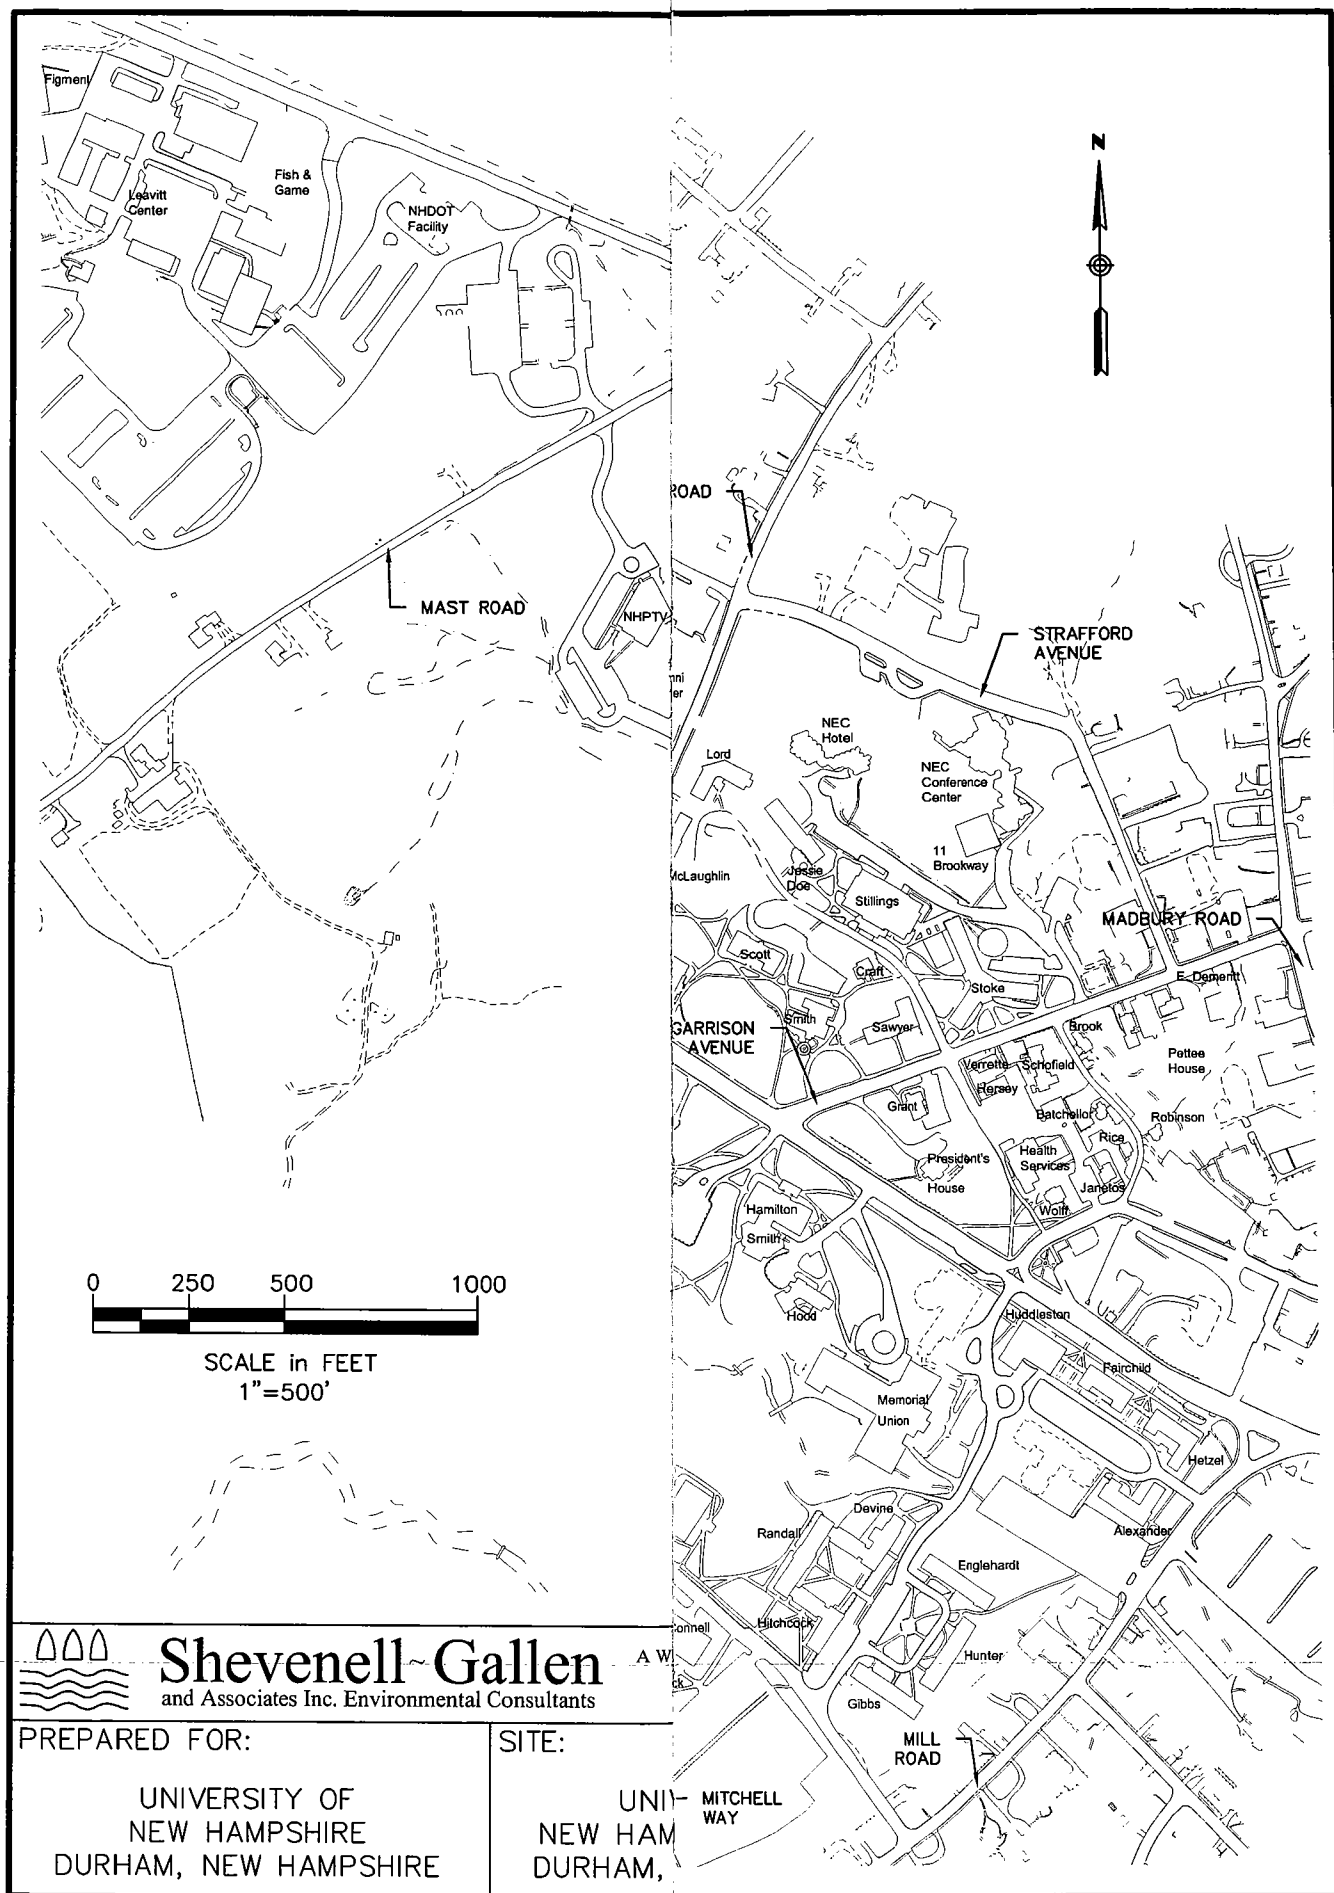 Figment
Fish &
Game
Leavitt
Center
NHDOT
Facility
N
ROAD
MAST ROAD
NHPTV
STRAFFORD
AVENUE
NEC
Hotel
Lord
NEC
Conference
Center
11
Brookway
McLaughlin
Jessie
Doe
Stillings
MADBURY ROAD
Scott
Craft
Stoke
E. Demeritt
GARRISON
AVENUE
Smith
Sawyer
Brook
Pettee
House
Verrette
Schofield
Hersey
Grant
Batchellor
Robinson
Rice
President's
House
Health
Services
Janetos
Wolff
Hamilton
Smith
Hood
Huddleston
Fairchild
Memorial
Union
Hetzel
Devine
Randall
Alexander
Englehardt
Hitchcock
onnell
Hunter
Gibbs
MILL
ROAD
MITCHELL
WAY
0 250 500 1000
SCALE in FEET
1"=500'
Shevenell~Gallen A W
and Associates Inc. Environmental Consultants
PREPARED FOR:
UNIVERSITY OF
NEW HAMPSHIRE
DURHAM, NEW HAMPSHIRE
SITE:
UNI
NEW HAM
DURHAM,